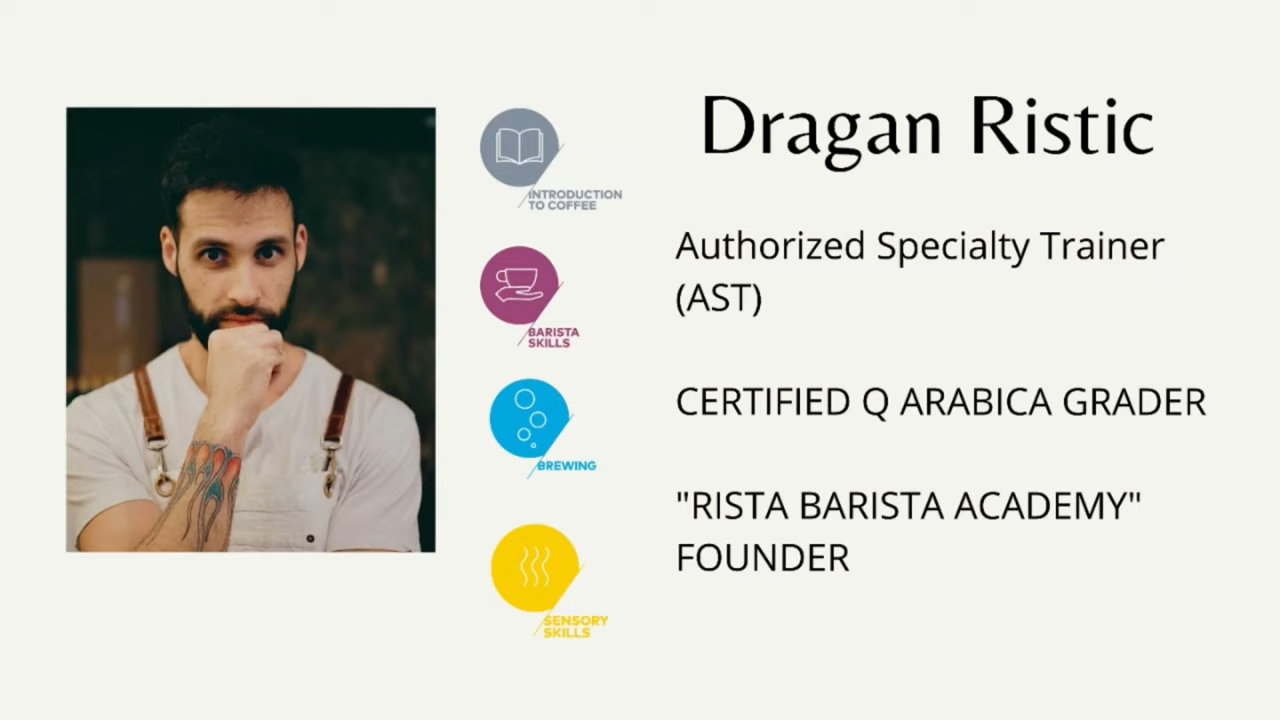 Dragan Ristic
INTRODUCTION
TO COFFEE
BARISTA
SKILLS
BREWING
SENSORY
SKILLS
Authorized Specialty Trainer
(AST)
CERTIFIED Q ARABICA GRADER
"RISTA BARISTA ACADEMY"
FOUNDER